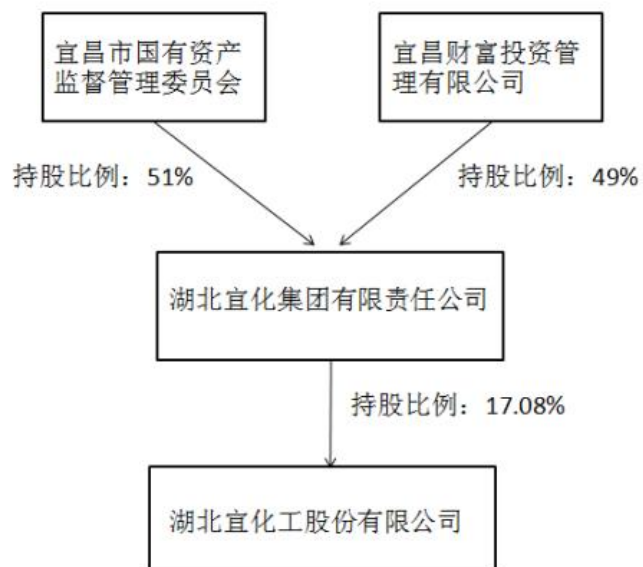 宜昌市国有资产
监督管理委员会
宜昌财富投资管
理有限公司
持股比例：51%
持股比例：49%
湖北宜化集团有限责任公司
持股比例：17.08%
湖北宜化工股份有限公司